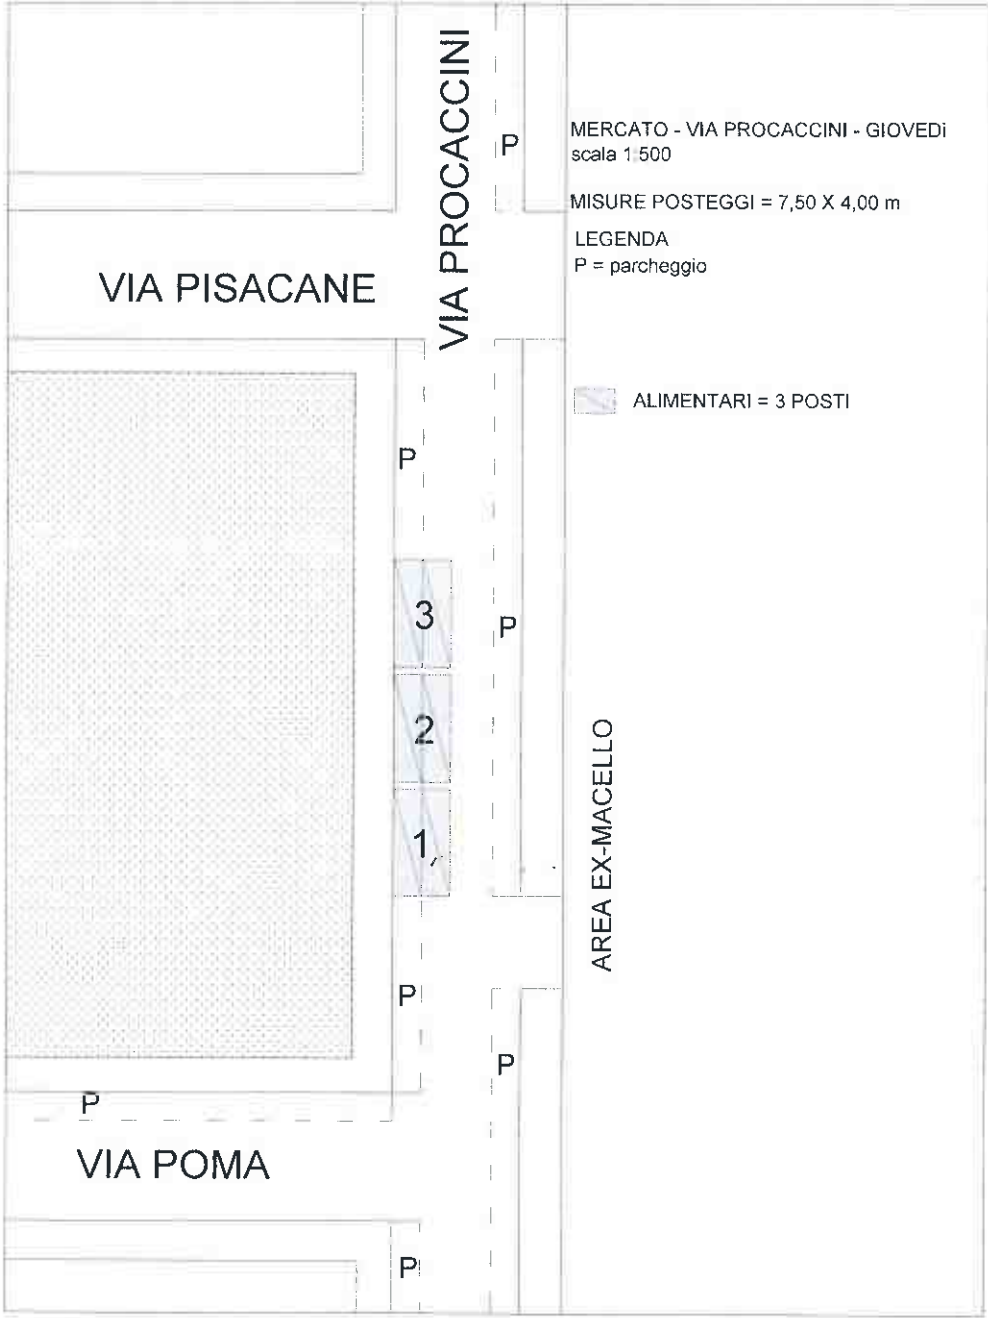 VIA PROCACCINI
P
MERCATO - VIA PROCACCINI - GIOVEDì
scala 1:500
MISURE POSTEGGI = 7,50 X 4,00 m
LEGENDA
P = parcheggio
VIA PISACANE
ALIMENTARI = 3 POSTI
P
3
P
2
1
AREA EX-MACELLO
P
P
P
VIA POMA
P